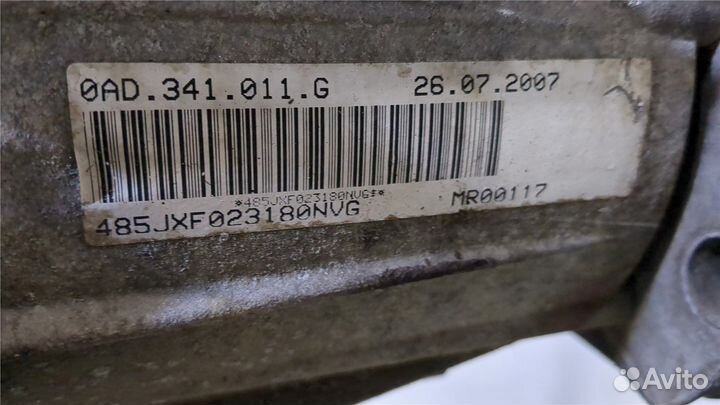 0AD.341.011.G 26.07.2007
*485JXF023180NVG‡*
485JXF023180NVG MR00117
Avito